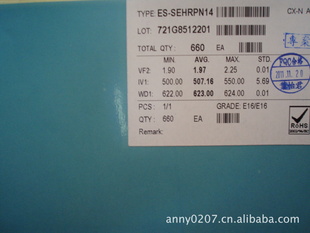 TYPE: ES-SEHRPN14 CX-N A
LOT: 721G8512201
TOTAL QTY: 660 EA
MIN. AVG. MAX.
VF2: 1.90 1.97 2.25 0.01
IV1: 500.00 507.16 550.00 5.69
WD1: 622.00 623.00 624.00 0.01
PCS: 1/1 GRADE: E16/E16
QTY: 660 EA
Remark:
RoHS
anny0207.cn.alibaba.com